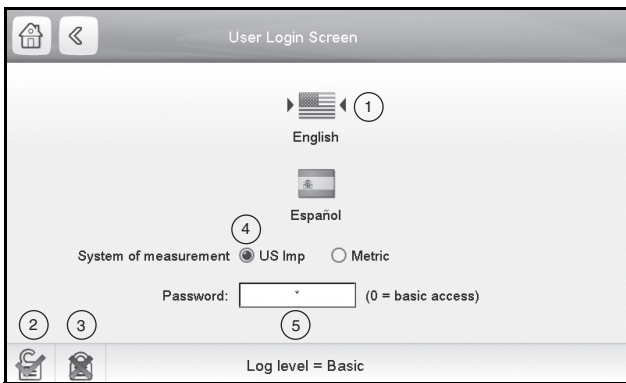 User Login Screen
1
English
Español
4
System of measurement US Imp Metric
Password: * (0 = basic access)
2 3 5
Log level = Basic